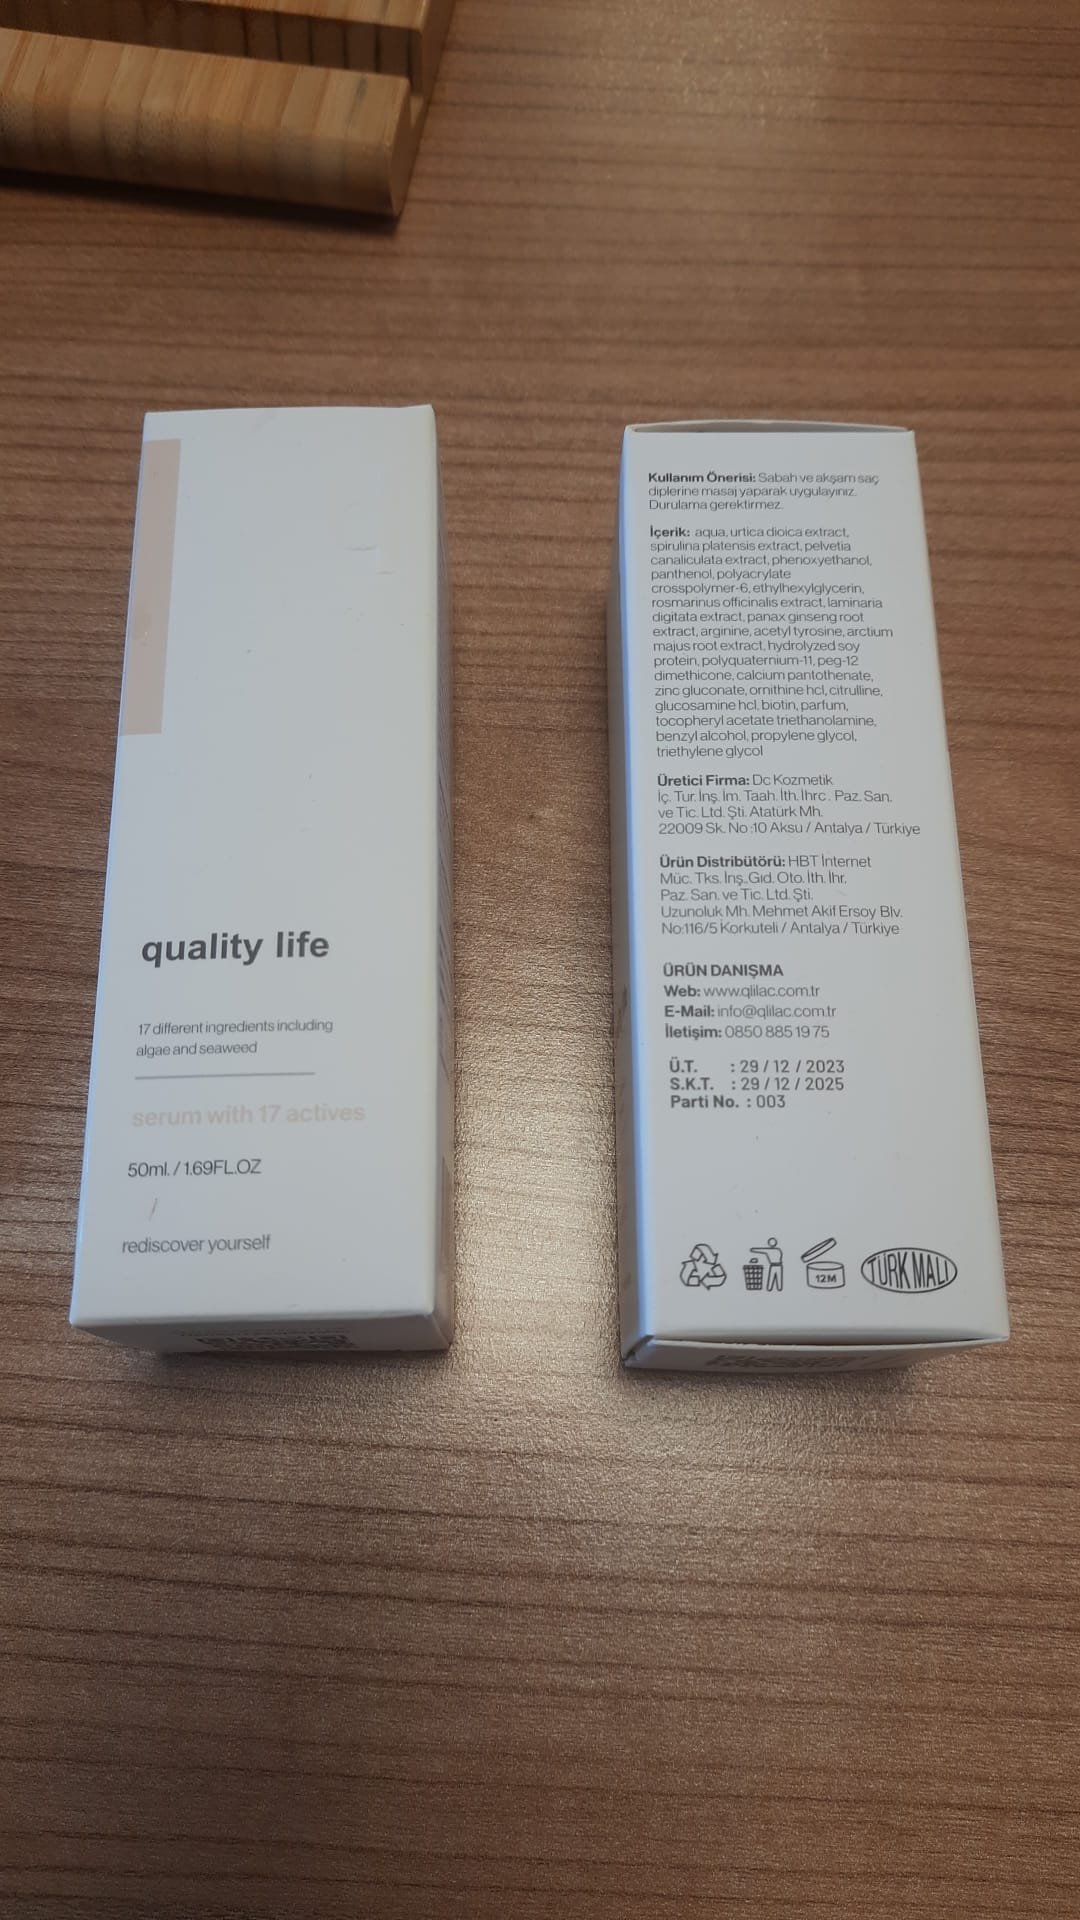 quality life
17 different ingredients including
algae and seaweed
serum with 17 actives
50ml. / 1.69FL.OZ
rediscover yourself
Kullanım Önerisi: Sabah ve akşam saç
diplerine masaj yaparak uygulayınız.
Durulama gerektirmez.
İçerik: aqua, urtica dioica extract,
spirulina platensis extract, pelvetia
canaliculata extract, phenoxyethanol,
panthenol, polyacrylate
crosspolymer-6, ethylhexylglycerin,
rosmarinus officinalis extract, laminaria
digitata extract, panax ginseng root
extract, arginine, acetyl tyrosine, arctium
majus root extract, hydrolyzed soy
protein, polyquaternium-11, peg-12
dimethicone, calcium pantothenate,
zinc gluconate, ornithine hcl, citrulline,
glucosamine hcl, biotin, parfum,
tocopheryl acetate triethanolamine,
benzyl alcohol, propylene glycol,
triethylene glycol
Üretici Firma: Dc Kozmetik
İç. Tur. İnş. İm. Taah. İth. İhrc. Paz. San.
ve Tic. Ltd. Şti. Atatürk Mh.
22009 Sk. No :10 Aksu / Antalya / Türkiye
Ürün Distribütörü: HBT İnternet
Müc. Tks. İnş., Gıd. Oto. İth. İhr.
Paz. San. ve Tic. Ltd. Şti.
Uzunoluk Mh. Mehmet Akif Ersoy Blv.
No:116/5 Korkuteli / Antalya / Türkiye
ÜRÜN DANIŞMA
Web: www.qlilac.com.tr
E-Mail: info@qlilac.com.tr
İletişim: 0850 885 19 75
Ü.T. : 29 / 12 / 2023
S.K.T. : 29 / 12 / 2025
Parti No. : 003
12M
TÜRK MALI